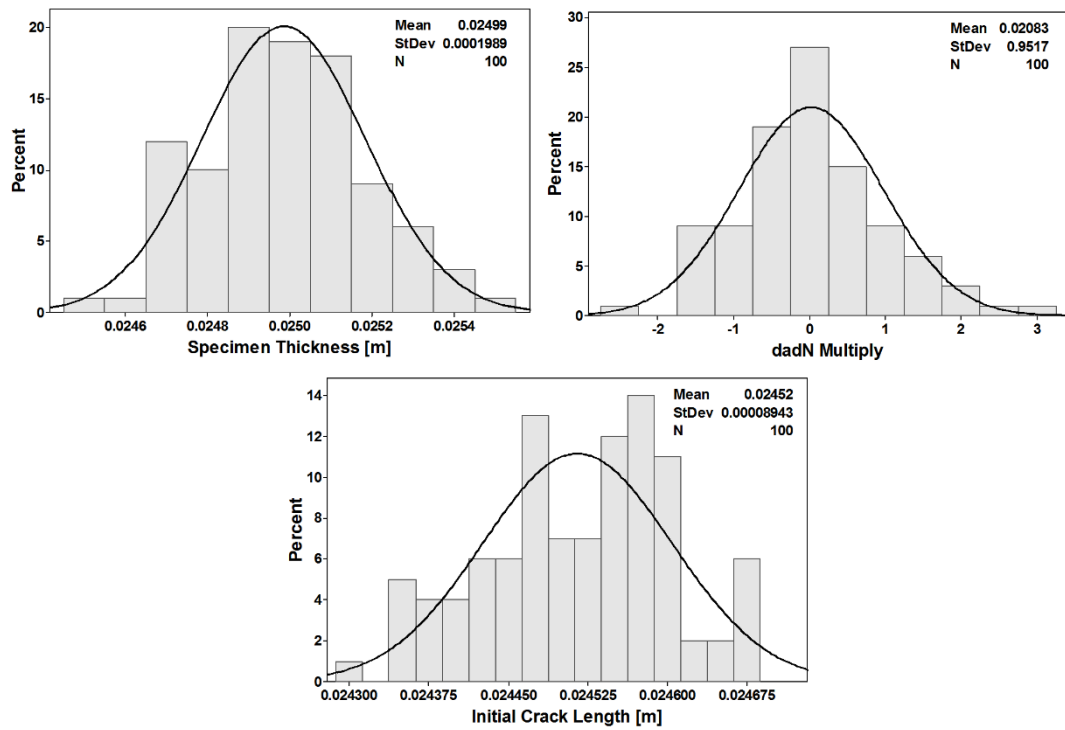 Mean 0.02499
StDev 0.0001989
N 100
20
15
10
5
0
Percent
0.0246 0.0248 0.0250 0.0252 0.0254
Specimen Thickness [m]
Mean 0.02083
StDev 0.9517
N 100
30
25
20
15
10
5
0
Percent
-2 -1 0 1 2 3
dadN Multiply
Mean 0.02452
StDev 0.00008943
N 100
14
12
10
8
6
4
2
0
Percent
0.024300 0.024375 0.024450 0.024525 0.024600 0.024675
Initial Crack Length [m]